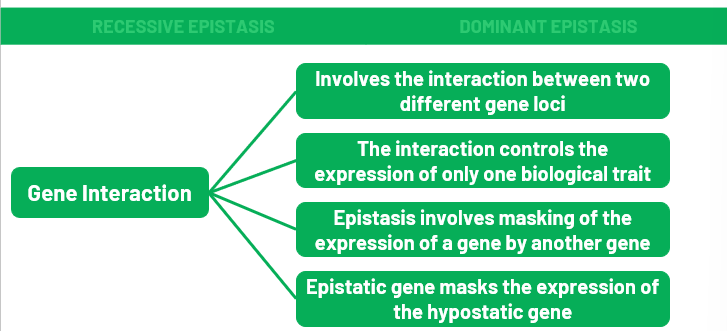 RECESSIVE EPISTASIS
DOMINANT EPISTASIS
Involves the interaction between two
different gene loci
The interaction controls the
expression of only one biological trait
Gene Interaction
Epistasis involves masking of the
expression of a gene by another gene
Epistatic gene masks the expression of
the hypostatic gene